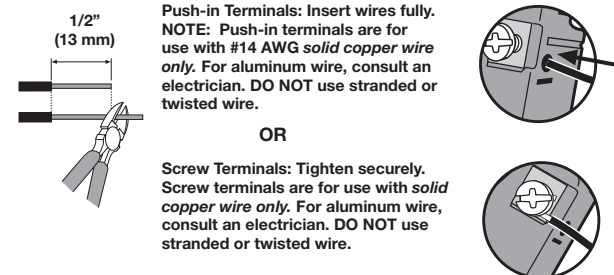 1/2”
(13 mm)
Push-in Terminals: Insert wires fully.
NOTE: Push-in terminals are for
use with #14 AWG solid copper wire
only. For aluminum wire, consult an
electrician. DO NOT use stranded or
twisted wire.
OR
Screw Terminals: Tighten securely.
Screw terminals are for use with solid
copper wire only. For aluminum wire,
consult an electrician. DO NOT use
stranded or twisted wire.